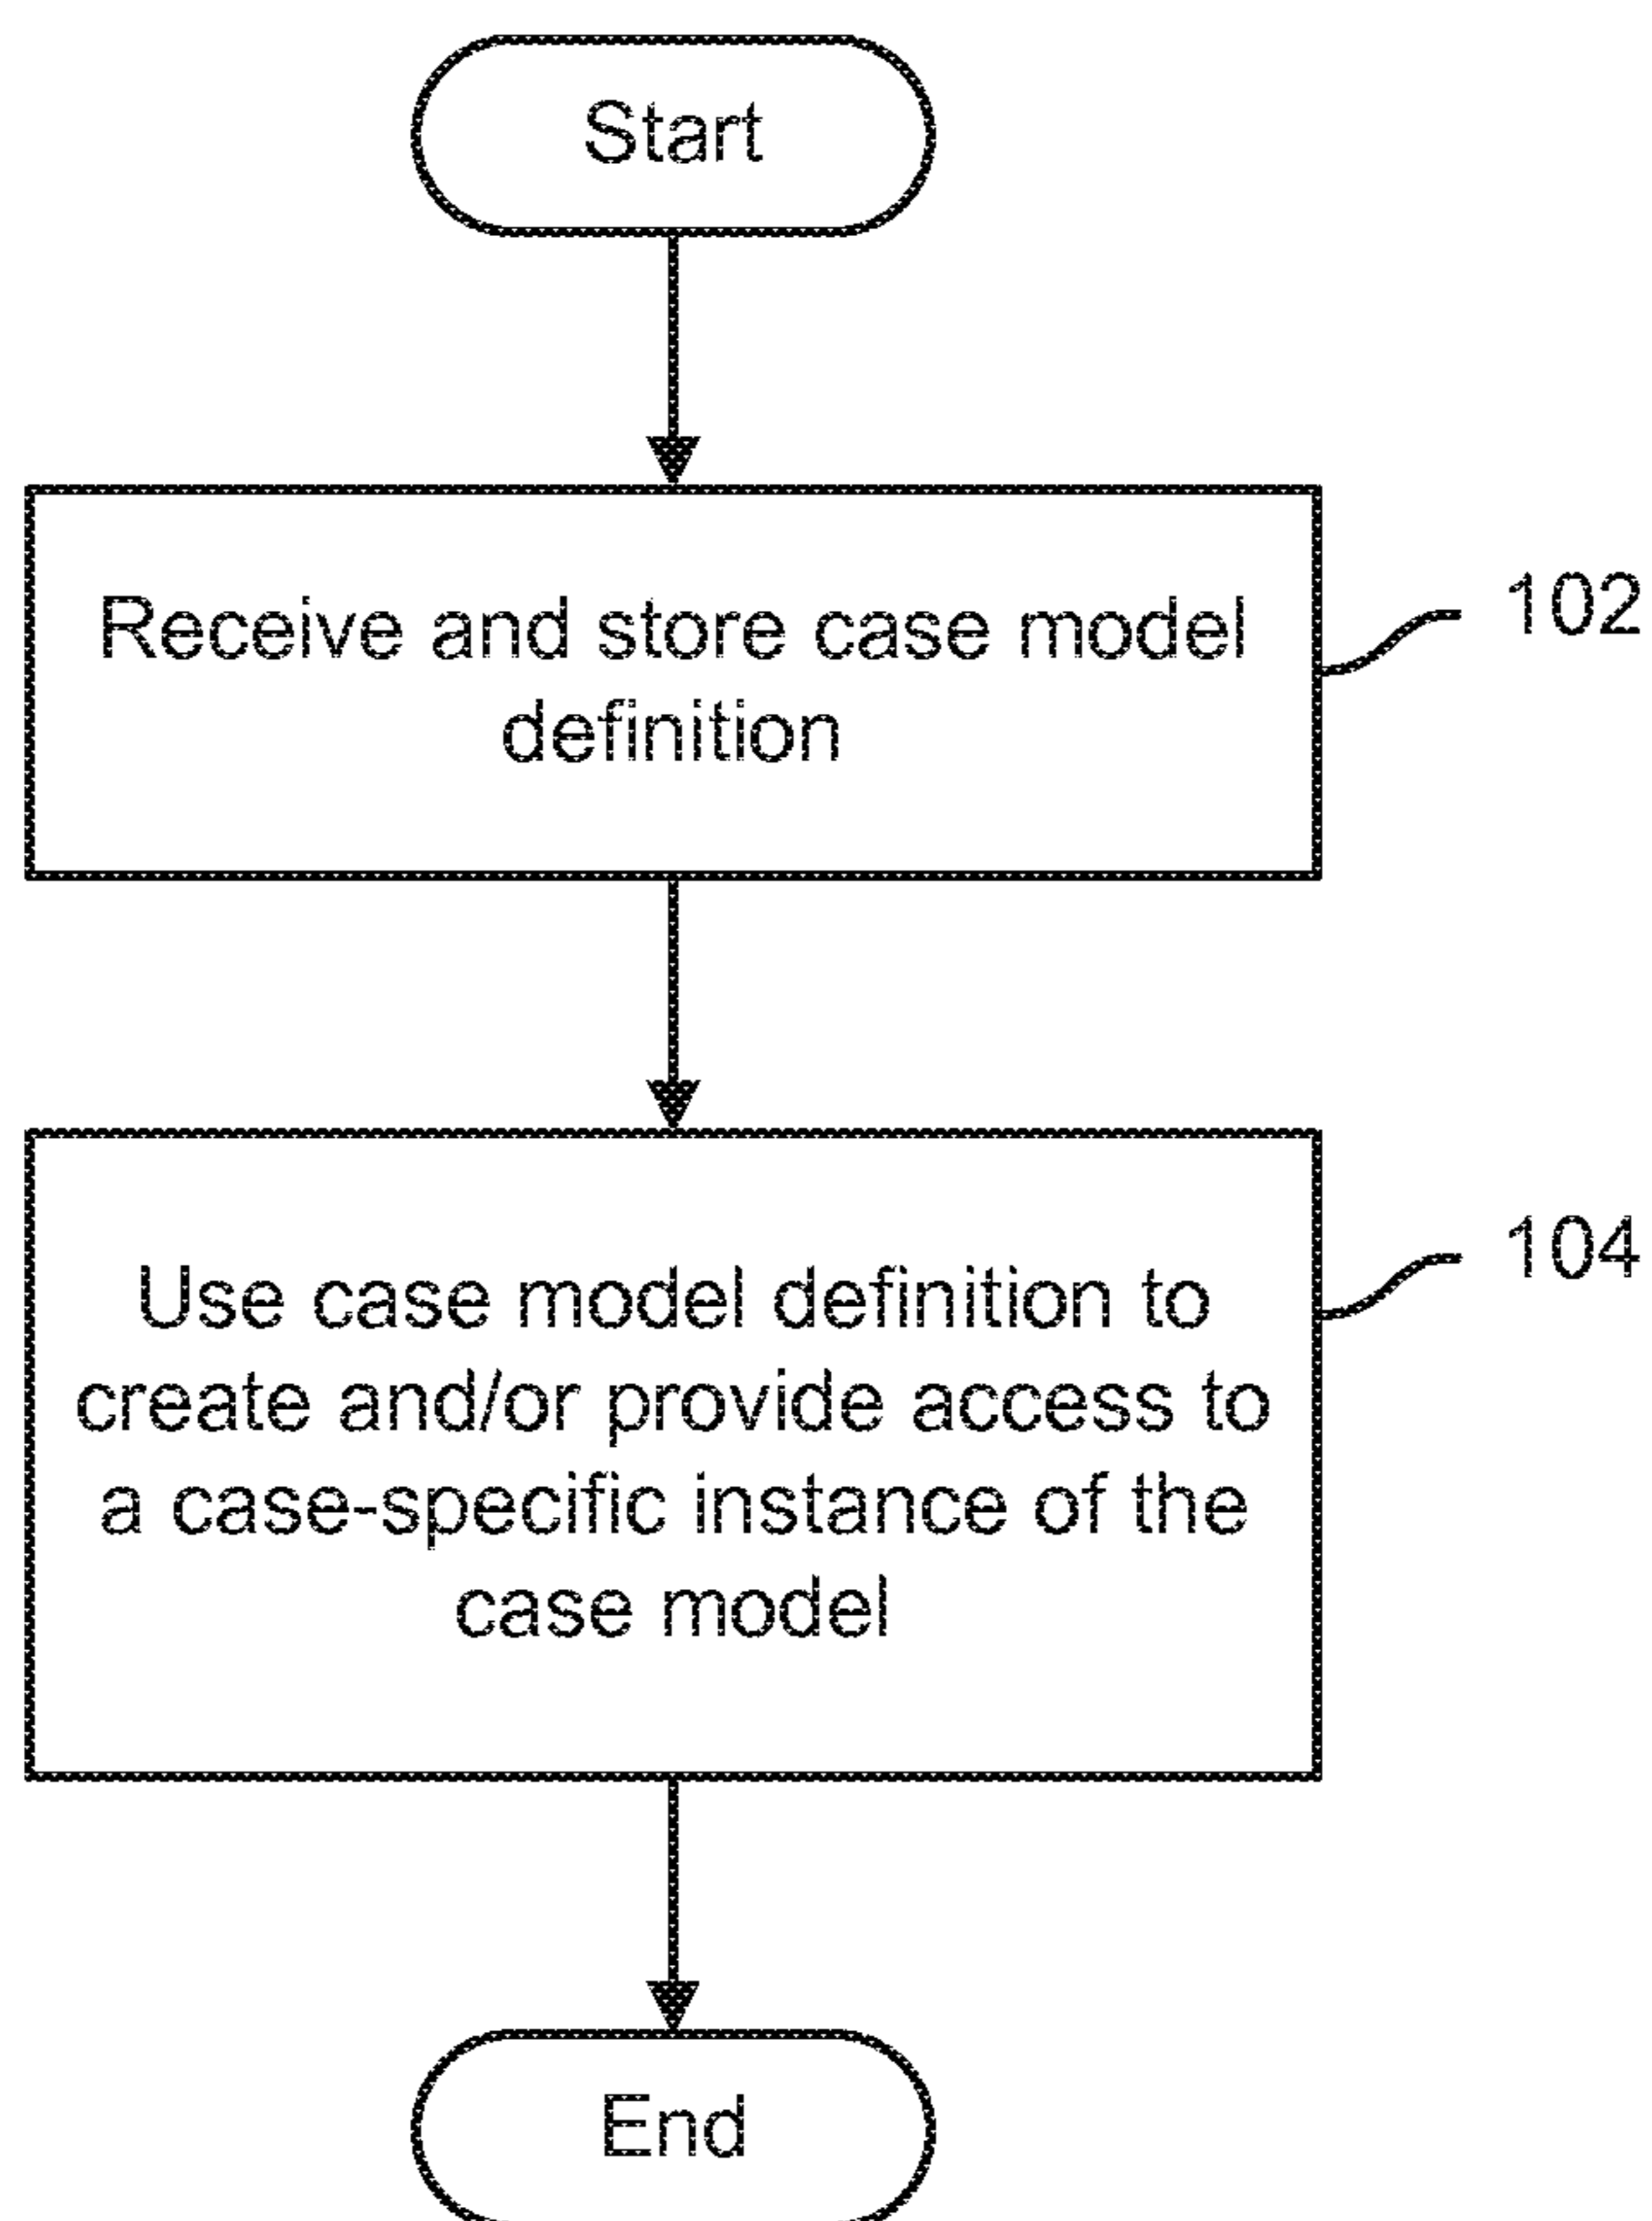 Start
Receive and store case model
definition
102
Use case model definition to
create and/or provide access to
a case-specific instance of the
case model
104
End